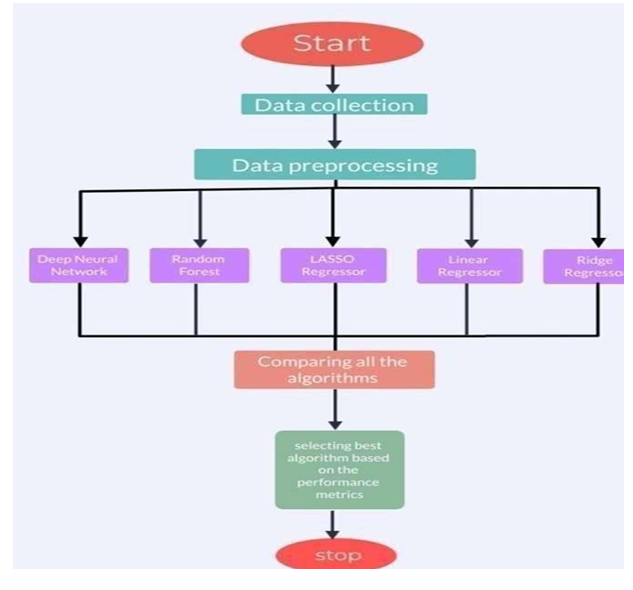 Start
Data collection
Data preprocessing
Deep Neural
Network
Random
Forest
LASSO
Regressor
Linear
Regressor
Ridge
Regresso
Comparing all the
algorithms
selecting best
algorithm based
on the
performance
metrics
stop